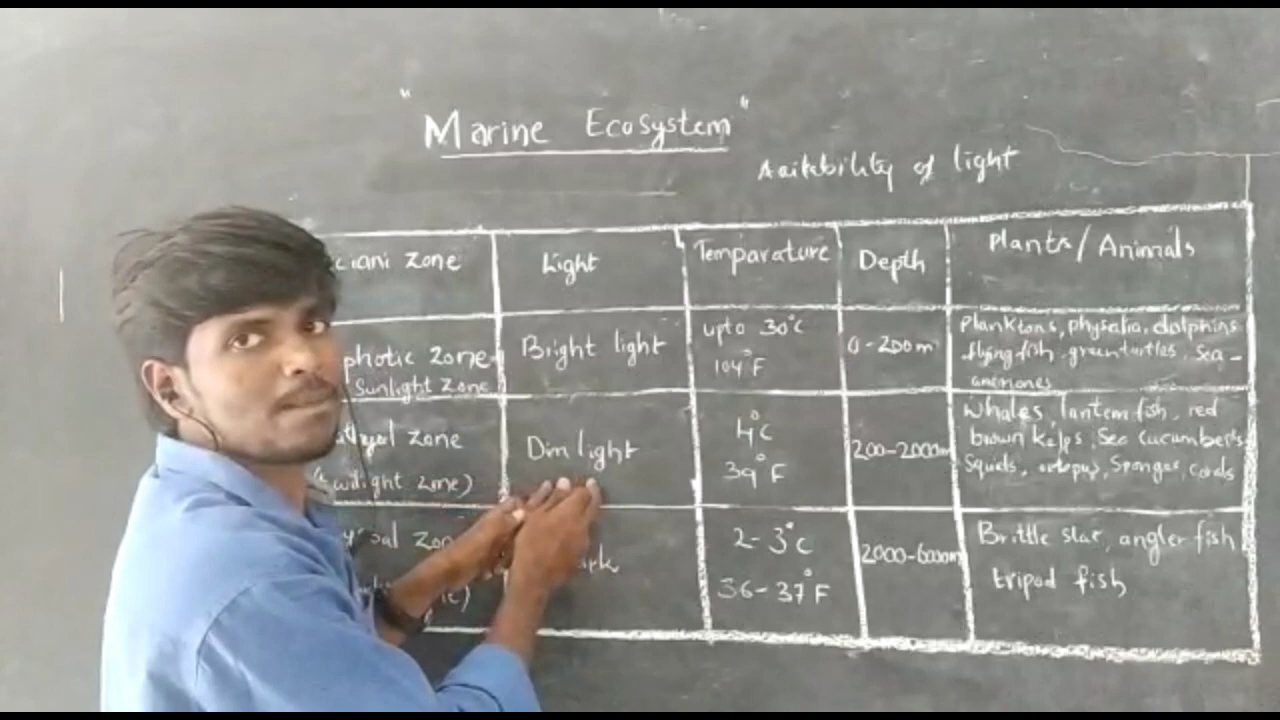 "Marine Ecosystem"
Aaitability of light
ciani Zone Light Temparature Depth Plants/Animals
photic Zone Bright light upto 30°C 0-200m Planktons, physalia, dolphins
Sunlight Zone 104°F flying fish, green turtles, Sea-
anemones
zone Dim light 4°C 200-2000m Whales, lantern fish, red
(twilight zone) 39°F brown kelps, Sea cucumbers
Squids, octopus, Sponges, corals
2-3°C 2000-6000m Brittle star, angler fish
36-37°F tripod fish